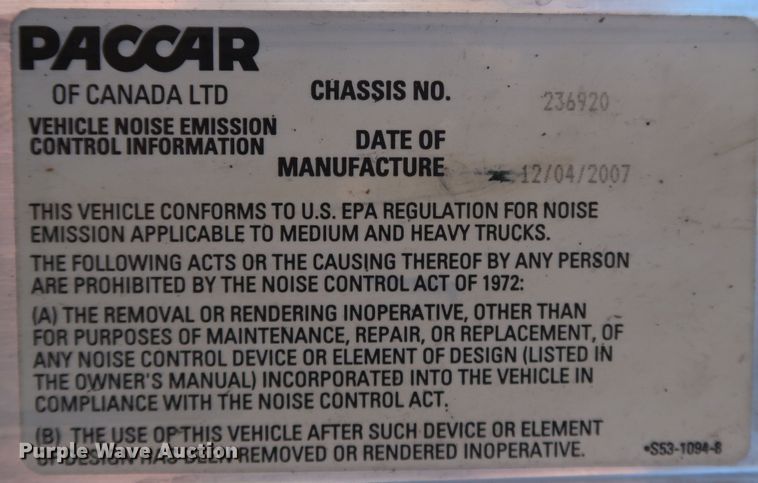 PACCAR
OF CANADA LTD
CHASSIS NO. 236920
VEHICLE NOISE EMISSION
CONTROL INFORMATION
DATE OF
MANUFACTURE 12/04/2007
THIS VEHICLE CONFORMS TO U.S. EPA REGULATION FOR NOISE
EMISSION APPLICABLE TO MEDIUM AND HEAVY TRUCKS.
THE FOLLOWING ACTS OR THE CAUSING THEREOF BY ANY PERSON
ARE PROHIBITED BY THE NOISE CONTROL ACT OF 1972:
(A) THE REMOVAL OR RENDERING INOPERATIVE, OTHER THAN
FOR PURPOSES OF MAINTENANCE, REPAIR, OR REPLACEMENT, OF
ANY NOISE CONTROL DEVICE OR ELEMENT OF DESIGN (LISTED IN
THE OWNER'S MANUAL) INCORPORATED INTO THE VEHICLE IN
COMPLIANCE WITH THE NOISE CONTROL ACT.
(B) THE USE OF THIS VEHICLE AFTER SUCH DEVICE OR ELEMENT
OF DESIGN HAS BEEN REMOVED OR RENDERED INOPERATIVE.
•S53-1094-8
Purple Wave Auction